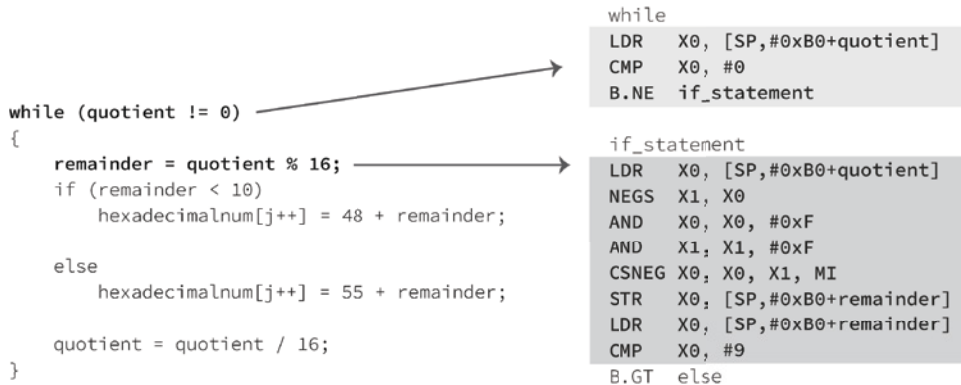 while (quotient != 0)
{
    remainder = quotient % 16;
    if (remainder < 10)
        hexadecimalnum[j++] = 48 + remainder;
    else
        hexadecimalnum[j++] = 55 + remainder;
    quotient = quotient / 16;
}
while
LDR X0, [SP,#0xB0+quotient]
CMP X0, #0
B.NE if_statement
if_statement
LDR X0, [SP,#0xB0+quotient]
NEGS X1, X0
AND X0, X0, #0xF
AND X1, X1, #0xF
CSNEG X0, X0, X1, MI
STR X0, [SP,#0xB0+remainder]
LDR X0, [SP,#0xB0+remainder]
CMP X0, #9
B.GT else